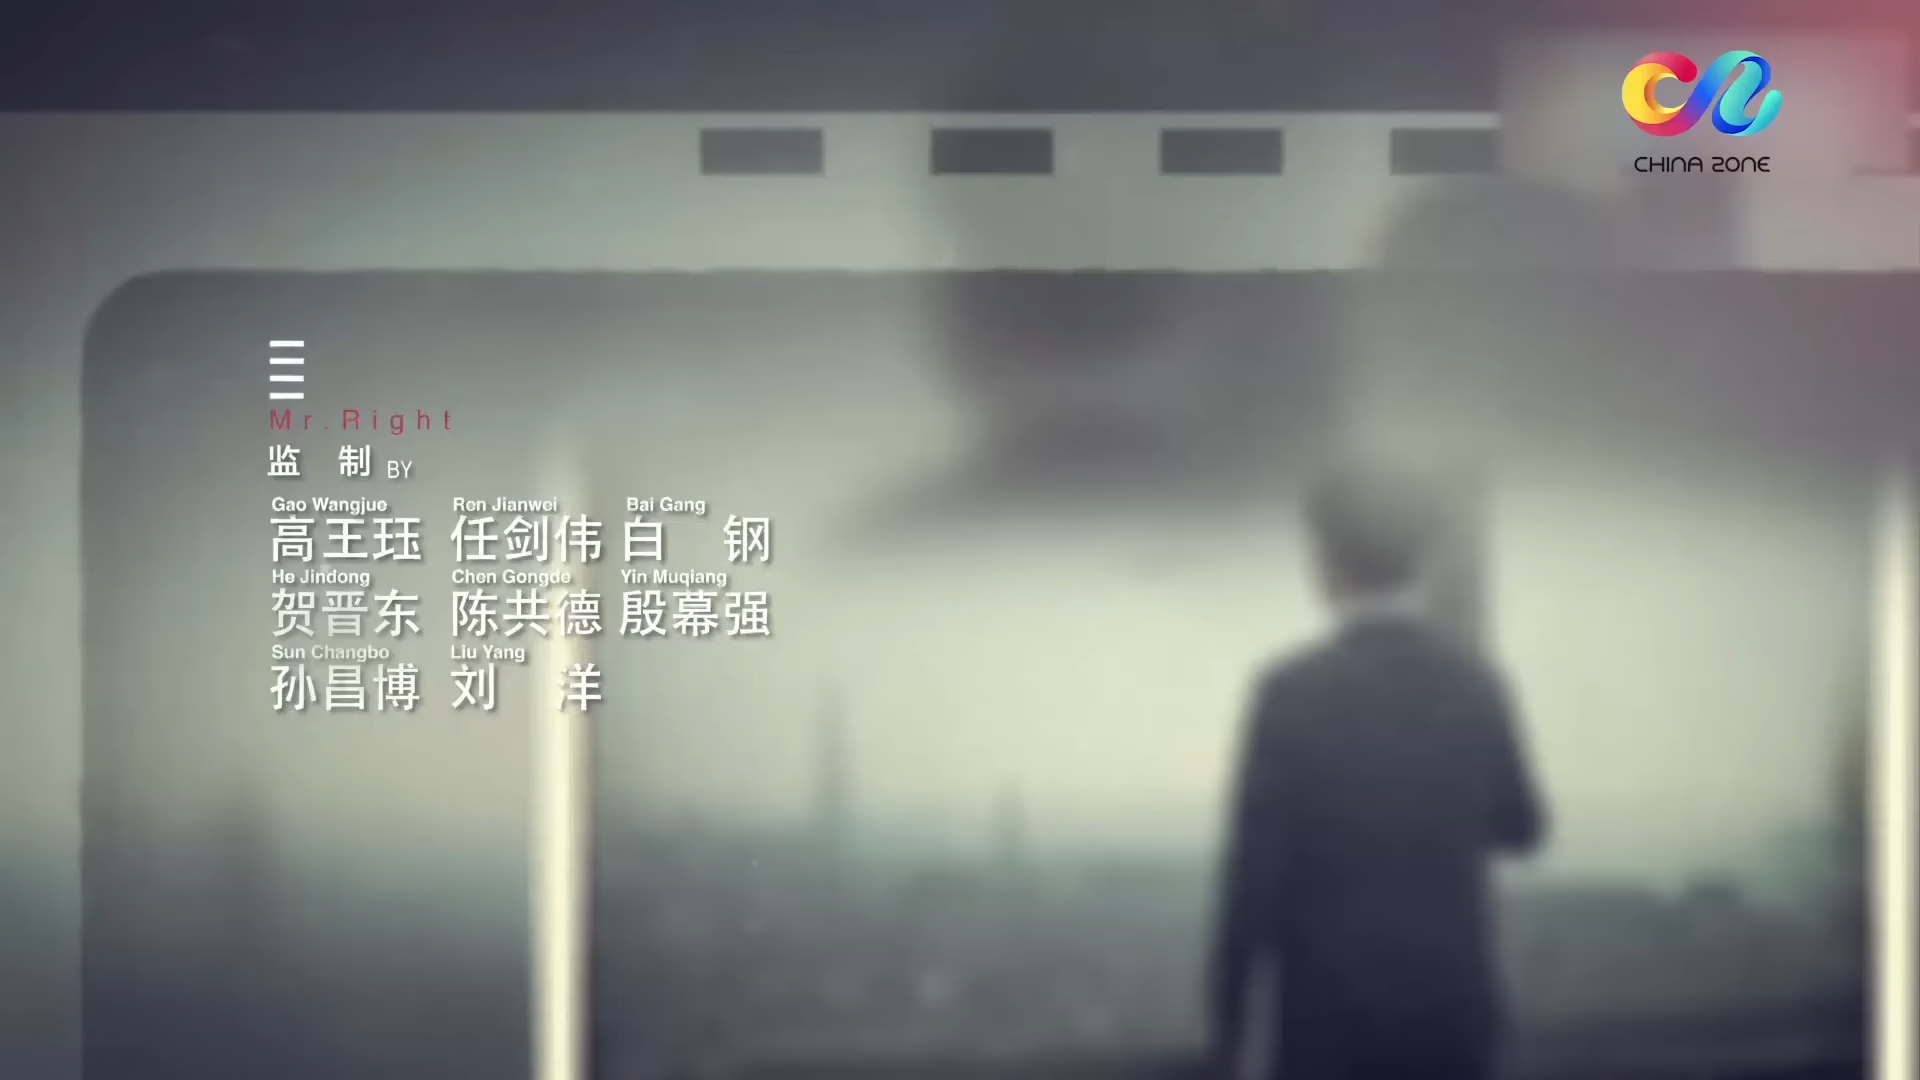 CHINA ZONE
Mr.Right
监 制 BY
Gao Wangjue Ren Jianwei Bai Gang
高王珏 任剑伟 白 钢
He Jindong Chen Gongde Yin Muqiang
贺晋东 陈共德 殷幕强
Sun Changbo Liu Yang
孙昌博 刘 洋